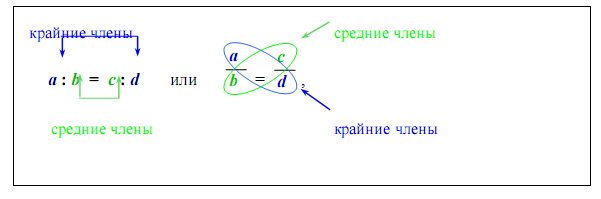 крайние члены
средние члены
a : b = c : d или a/b = c/d ,
средние члены
крайние члены